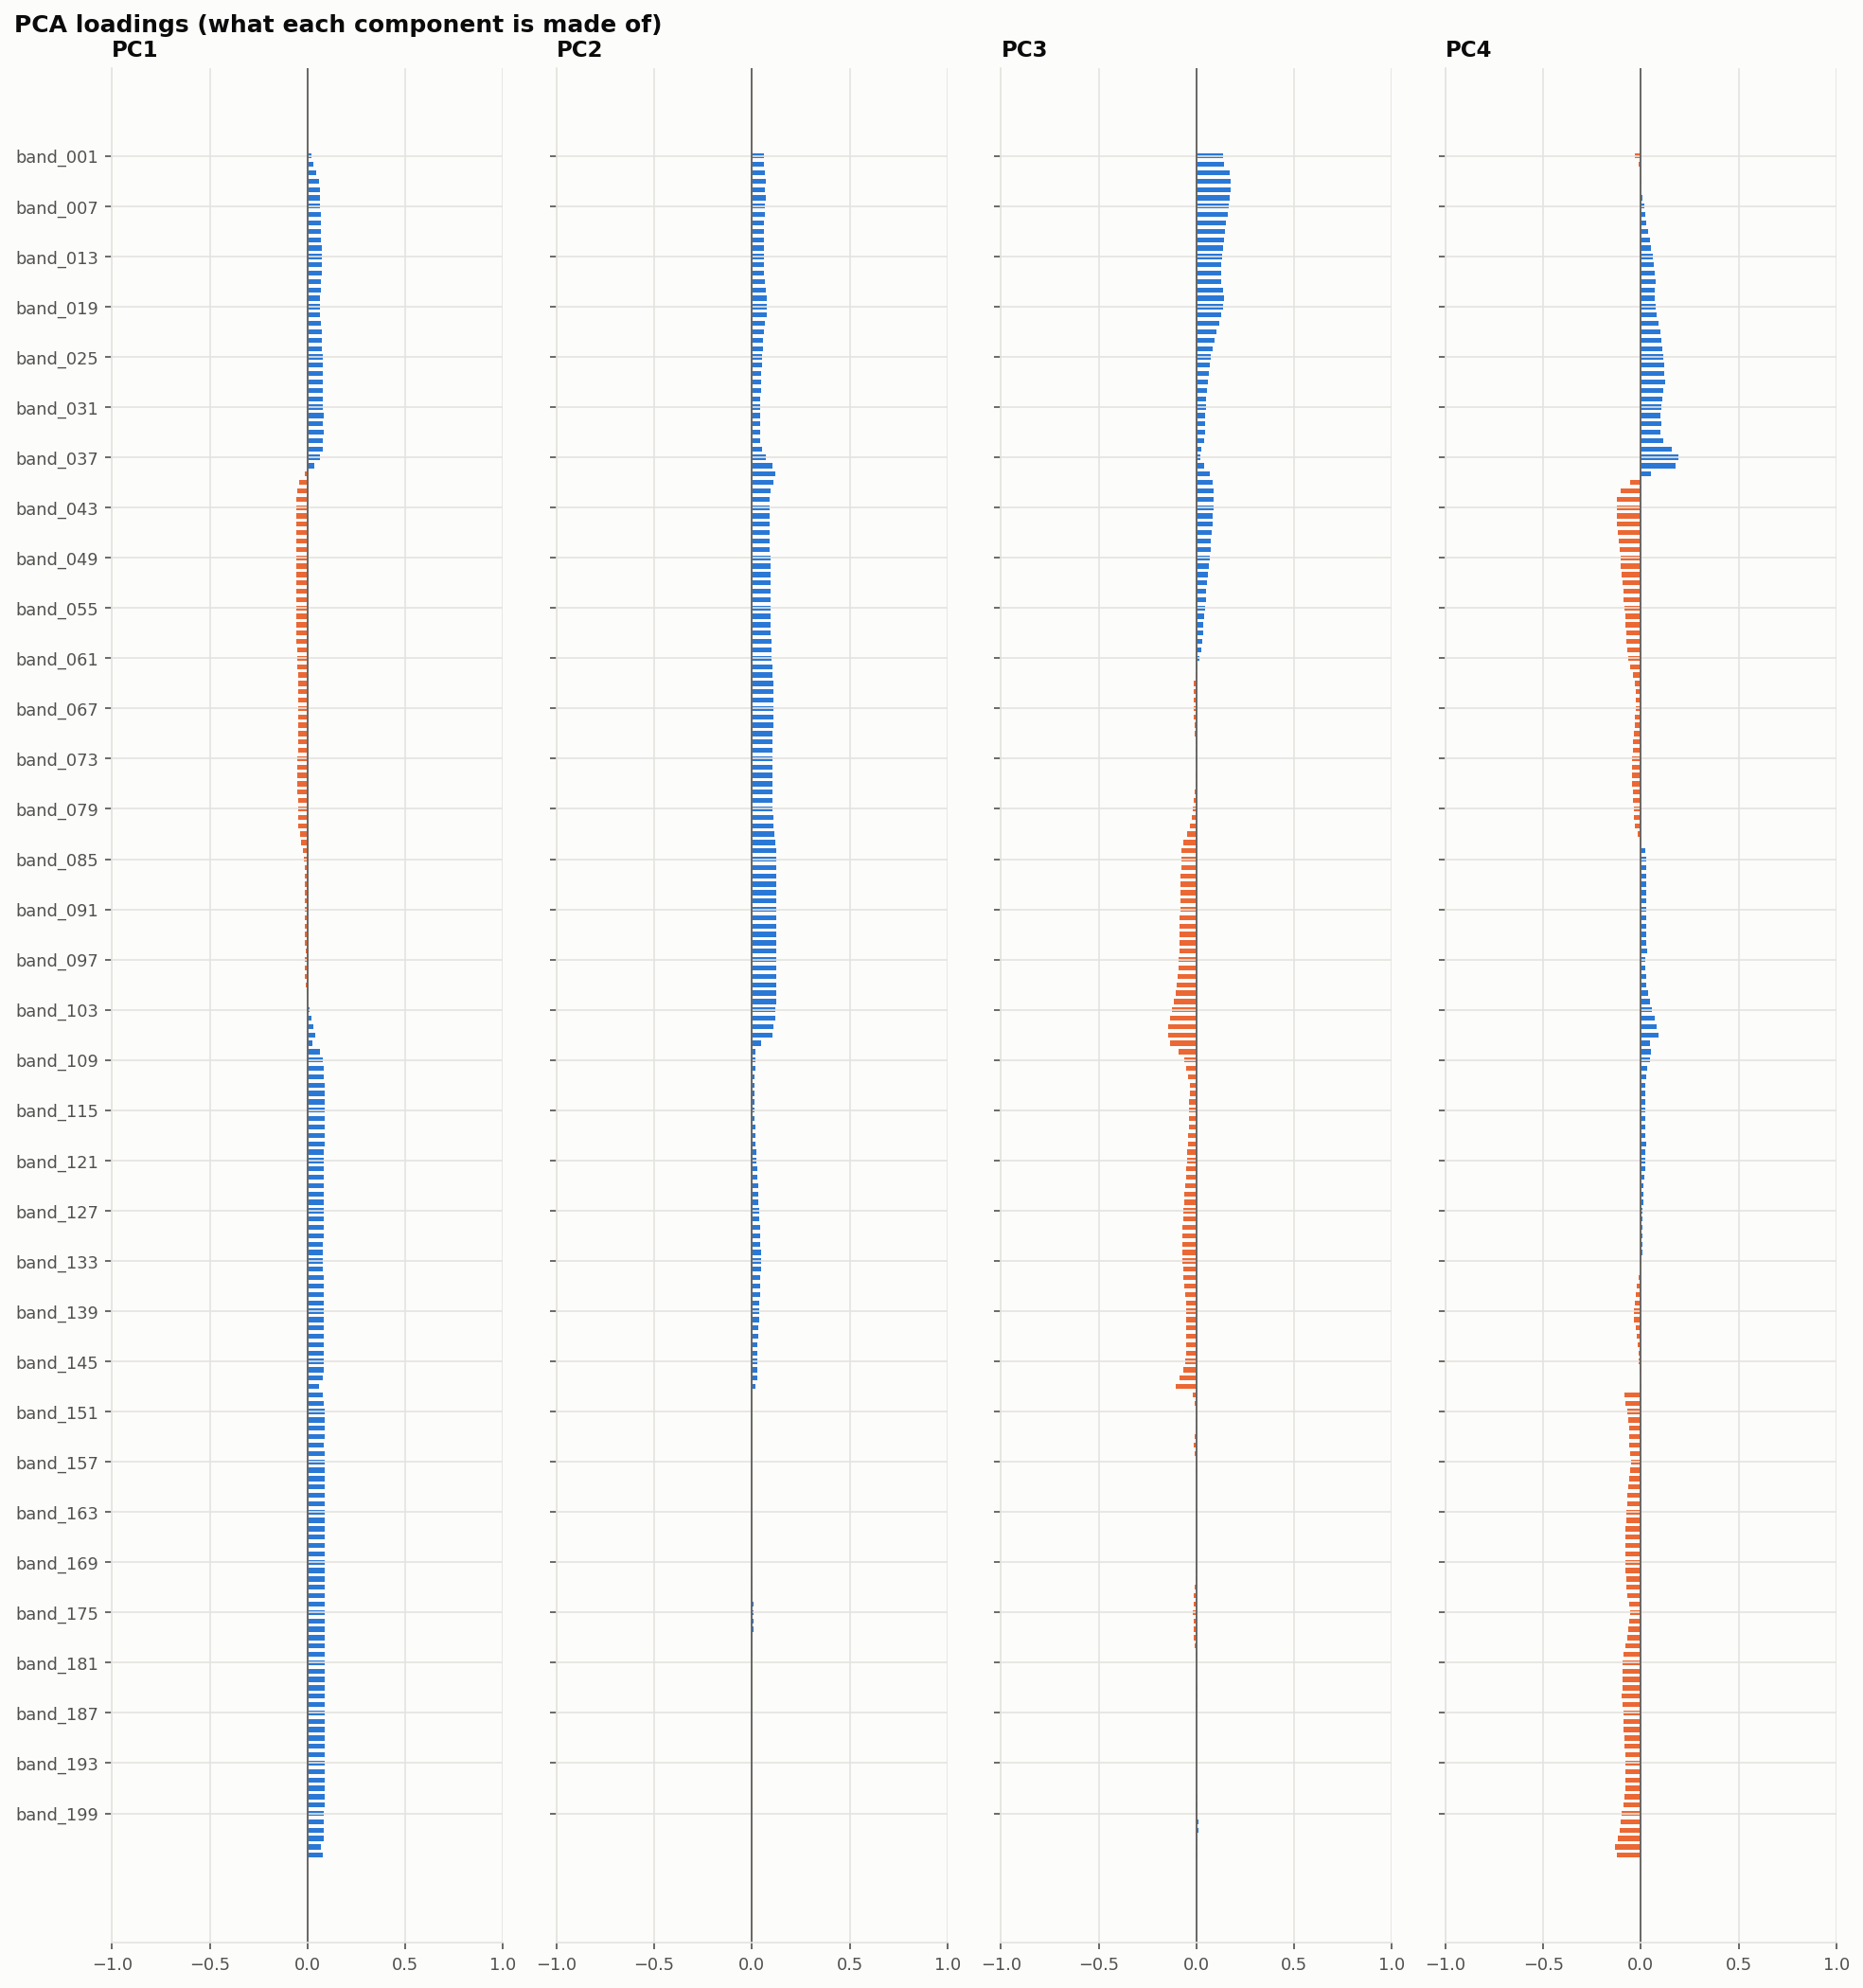 PCA loadings (what each component is made of)
PC1 PC2 PC3 PC4
band_001
band_007
band_013
band_019
band_025
band_031
band_037
band_043
band_049
band_055
band_061
band_067
band_073
band_079
band_085
band_091
band_097
band_103
band_109
band_115
band_121
band_127
band_133
band_139
band_145
band_151
band_157
band_163
band_169
band_175
band_181
band_187
band_193
band_199
−1.0 −0.5 0.0 0.5 1.0 −1.0 −0.5 0.0 0.5 1.0 −1.0 −0.5 0.0 0.5 1.0 −1.0 −0.5 0.0 0.5 1.0